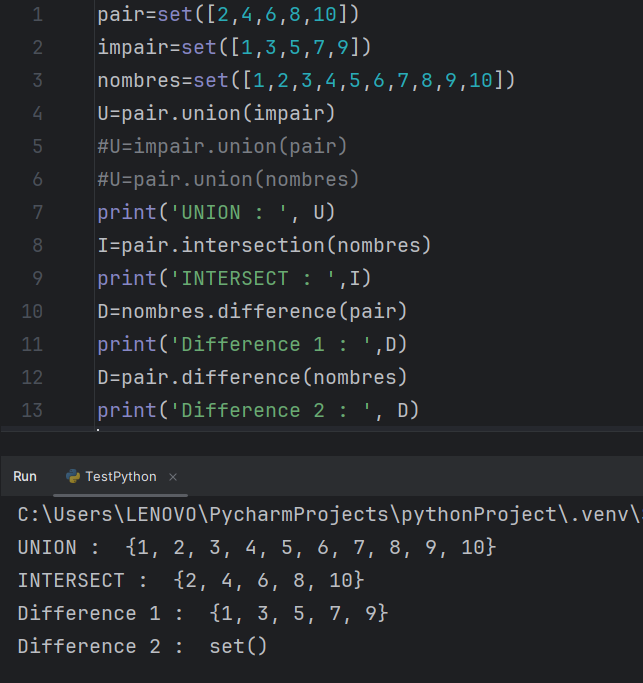 1 pair=set([2,4,6,8,10])
2 impair=set([1,3,5,7,9])
3 nombres=set([1,2,3,4,5,6,7,8,9,10])
4 U=pair.union(impair)
5 #U=impair.union(pair)
6 #U=pair.union(nombres)
7 print('UNION : ', U)
8 I=pair.intersection(nombres)
9 print('INTERSECT : ',I)
10 D=nombres.difference(pair)
11 print('Difference 1 : ',D)
12 D=pair.difference(nombres)
13 print('Difference 2 : ', D)
Run TestPython ×
C:\Users\LENOVO\PycharmProjects\pythonProject\.venv\
UNION :  {1, 2, 3, 4, 5, 6, 7, 8, 9, 10}
INTERSECT :  {2, 4, 6, 8, 10}
Difference 1 :  {1, 3, 5, 7, 9}
Difference 2 :  set()